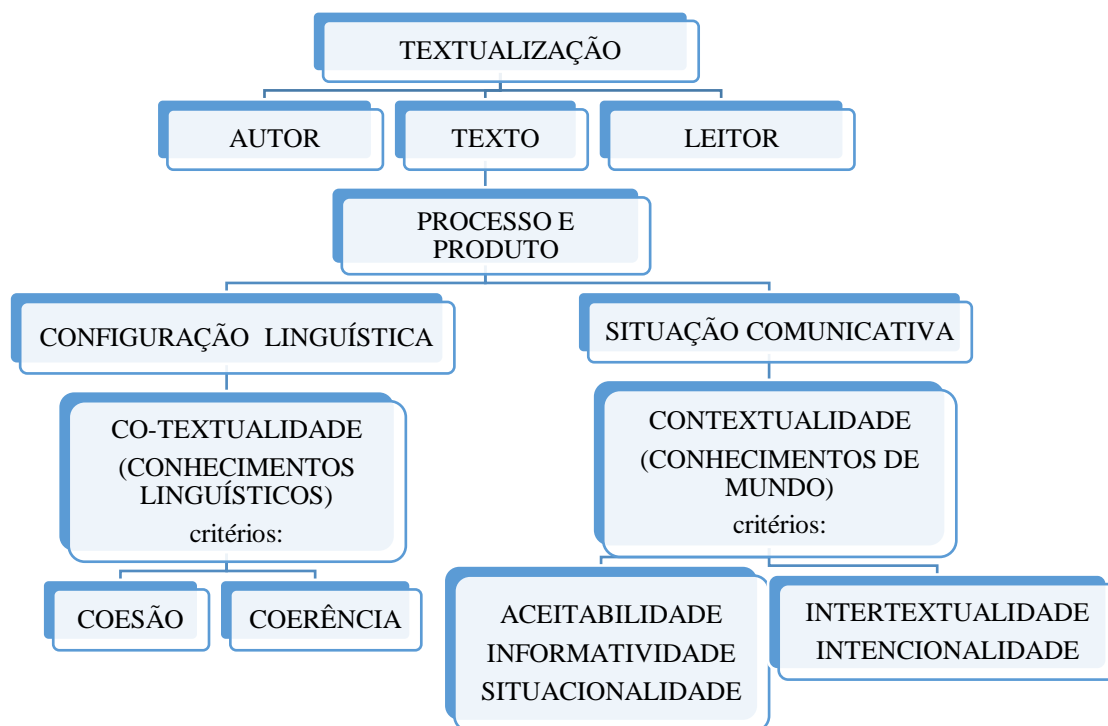 TEXTUALIZAÇÃO
AUTOR
TEXTO
LEITOR
PROCESSO E
PRODUTO
CONFIGURAÇÃO LINGUÍSTICA
SITUAÇÃO COMUNICATIVA
CO-TEXTUALIDADE
(CONHECIMENTOS
LINGUÍSTICOS)
critérios:
CONTEXTUALIDADE
(CONHECIMENTOS DE
MUNDO)
critérios:
COESÃO
COERÊNCIA
ACEITABILIDADE
INFORMATIVIDADE
SITUACIONALIDADE
INTERTEXTUALIDADE
INTENCIONALIDADE